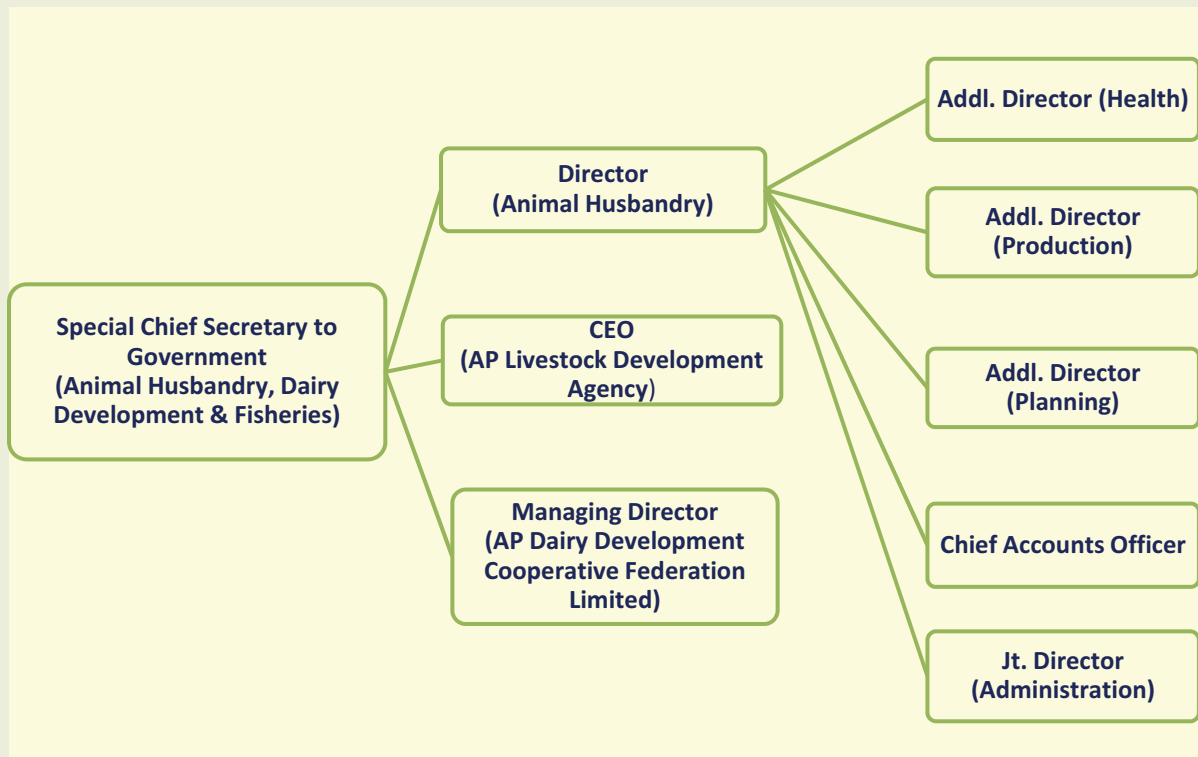 Special Chief Secretary to
Government
(Animal Husbandry, Dairy
Development & Fisheries)
Director
(Animal Husbandry)
CEO
(AP Livestock Development
Agency)
Managing Director
(AP Dairy Development
Cooperative Federation
Limited)
Addl. Director (Health)
Addl. Director
(Production)
Addl. Director
(Planning)
Chief Accounts Officer
Jt. Director
(Administration)